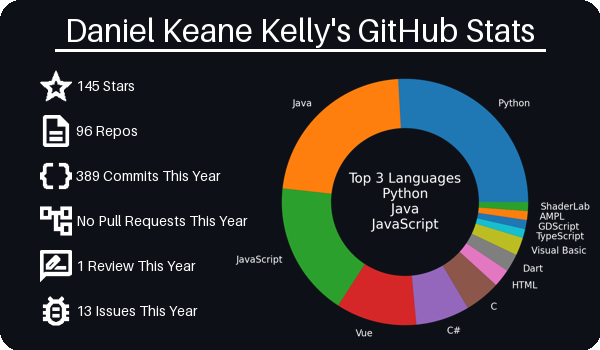 Daniel Keane Kelly's GitHub Stats
145 Stars
96 Repos
389 Commits This Year
No Pull Requests This Year
1 Review This Year
13 Issues This Year
Java
Python
Top 3 Languages
Python
Java
JavaScript
ShaderLab
AMPL
GDScript
TypeScript
Visual Basic
Dart
HTML
C
C#
Vue
JavaScript